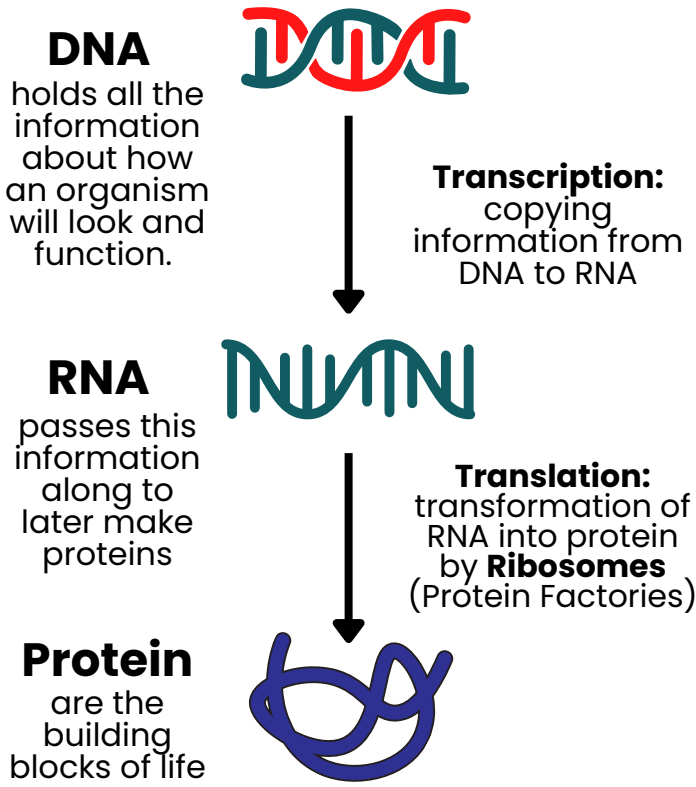 DNA
holds all the
information
about how
an organism
will look and
function.
Transcription:
copying
information from
DNA to RNA
RNA
passes this
information
along to
later make
proteins
Translation:
transformation of
RNA into protein
by Ribosomes
(Protein Factories)
Protein
are the
building
blocks of life